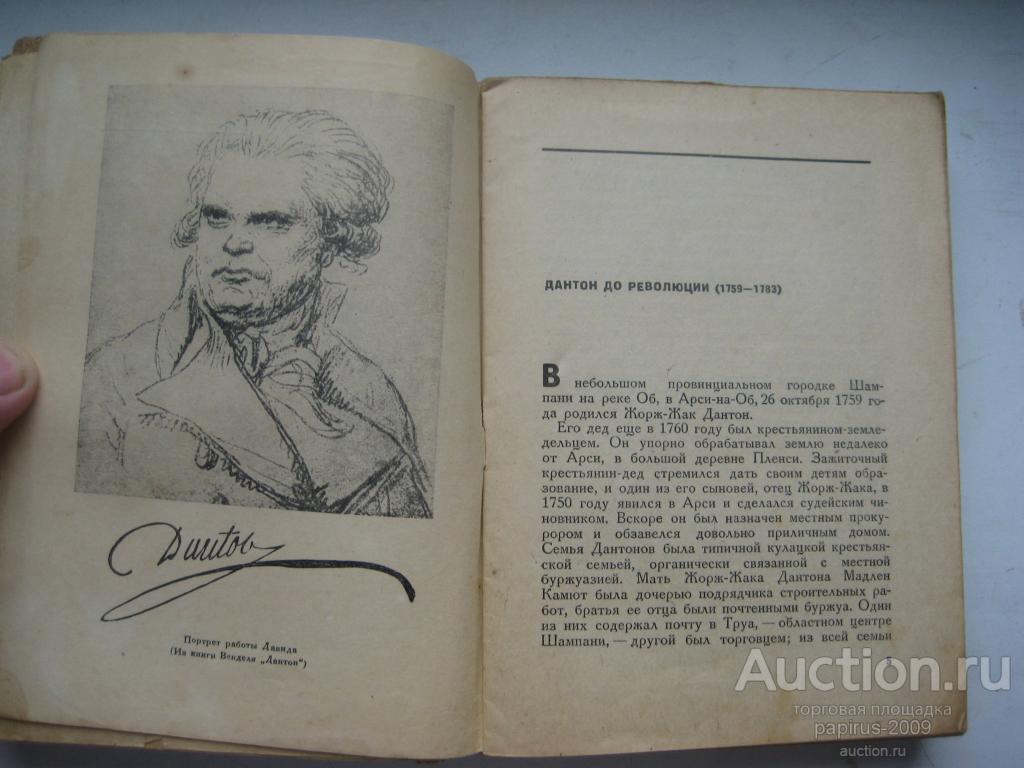 Danton
Портрет работы Давида
(Из книги Венделя „Дантон“)
ДАНТОН ДО РЕВОЛЮЦИИ (1759—1783)
В небольшом провинциальном городке Шам-
пани на реке Об, в Арси-на-Об, 26 октября 1759 го-
да родился Жорж-Жак Дантон.
Его дед еще в 1760 году был крестьянином-земле-
дельцем. Он упорно обрабатывал землю недалеко
от Арси, в большой деревне Пленси. Зажиточный
крестьянин-дед стремился дать своим детям обра-
зование, и один из его сыновей, отец Жорж-Жака, в
1750 году явился в Арси и сделался судейским чи-
новником. Вскоре он был назначен местным проку-
рором и обзавелся довольно приличным домом.
Семья Дантонов была типичной кулацкой крестьян-
ской семьей, органически связанной с местной
буржуазией. Мать Жорж-Жака Дантона Мадлен
Камют была дочерью подрядчика строительных ра-
бот, братья ее отца были почтенными буржуа. Один
из них содержал почту в Труа, — областном центре
Шампани, — другой был торговцем; из всей семьи
5
Auction.ru
торговая площадка
papirus-2009
auction.ru